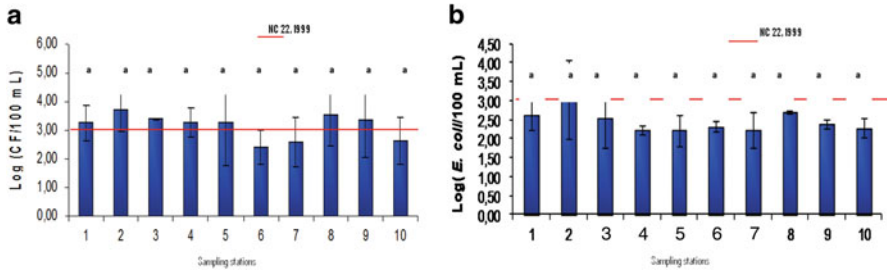 a
NC 22. 1999
6,00
5,00
4,00
3,00
2,00
1,00
0,00
Log (CF/100 mL)
a a a a a a a a a a
1 2 3 4 5 6 7 8 9 10
Sampling stations
b
NC 22. 1999
4,50
4,00
3,50
3,00
2,50
2,00
1,50
1,00
0,50
0,00
Log( E. coli/100 mL)
a a a a a a a a a a
1 2 3 4 5 6 7 8 9 10
Sampling stations